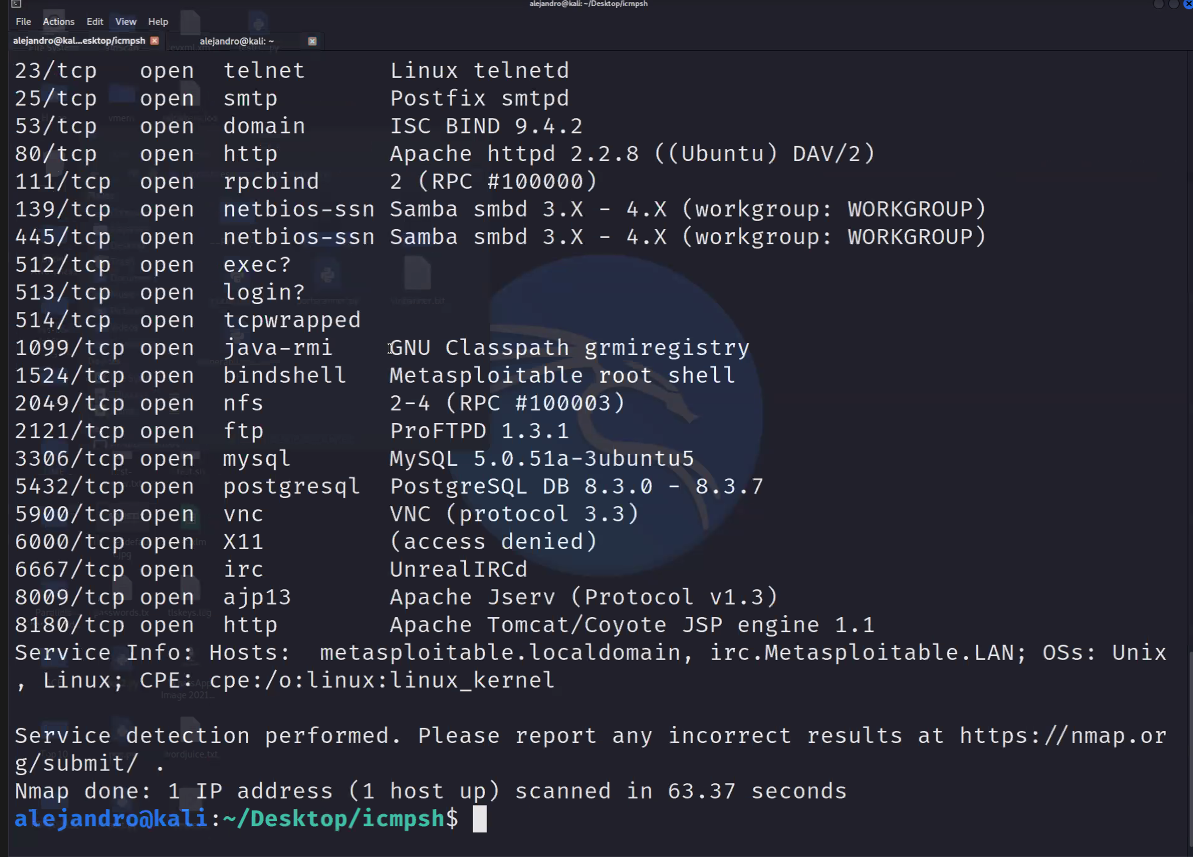 alejandro@kali: ~/Desktop/icmpsh
File Actions Edit View Help
alejandro@kal...esktop/icmpsh alejandro@kali: ~
23/tcp open telnet Linux telnetd
25/tcp open smtp Postfix smtpd
53/tcp open domain ISC BIND 9.4.2
80/tcp open http Apache httpd 2.2.8 ((Ubuntu) DAV/2)
111/tcp open rpcbind 2 (RPC #100000)
139/tcp open netbios-ssn Samba smbd 3.X - 4.X (workgroup: WORKGROUP)
445/tcp open netbios-ssn Samba smbd 3.X - 4.X (workgroup: WORKGROUP)
512/tcp open exec?
513/tcp open login?
514/tcp open tcpwrapped
1099/tcp open java-rmi GNU Classpath grmiregistry
1524/tcp open bindshell Metasploitable root shell
2049/tcp open nfs 2-4 (RPC #100003)
2121/tcp open ftp ProFTPD 1.3.1
3306/tcp open mysql MySQL 5.0.51a-3ubuntu5
5432/tcp open postgresql PostgreSQL DB 8.3.0 - 8.3.7
5900/tcp open vnc VNC (protocol 3.3)
6000/tcp open X11 (access denied)
6667/tcp open irc UnrealIRCd
8009/tcp open ajp13 Apache Jserv (Protocol v1.3)
8180/tcp open http Apache Tomcat/Coyote JSP engine 1.1
Service Info: Hosts:  metasploitable.localdomain, irc.Metasploitable.LAN; OSs: Unix
, Linux; CPE: cpe:/o:linux:linux_kernel
Service detection performed. Please report any incorrect results at https://nmap.or
g/submit/ .
Nmap done: 1 IP address (1 host up) scanned in 63.37 seconds
alejandro@kali:~/Desktop/icmpsh$